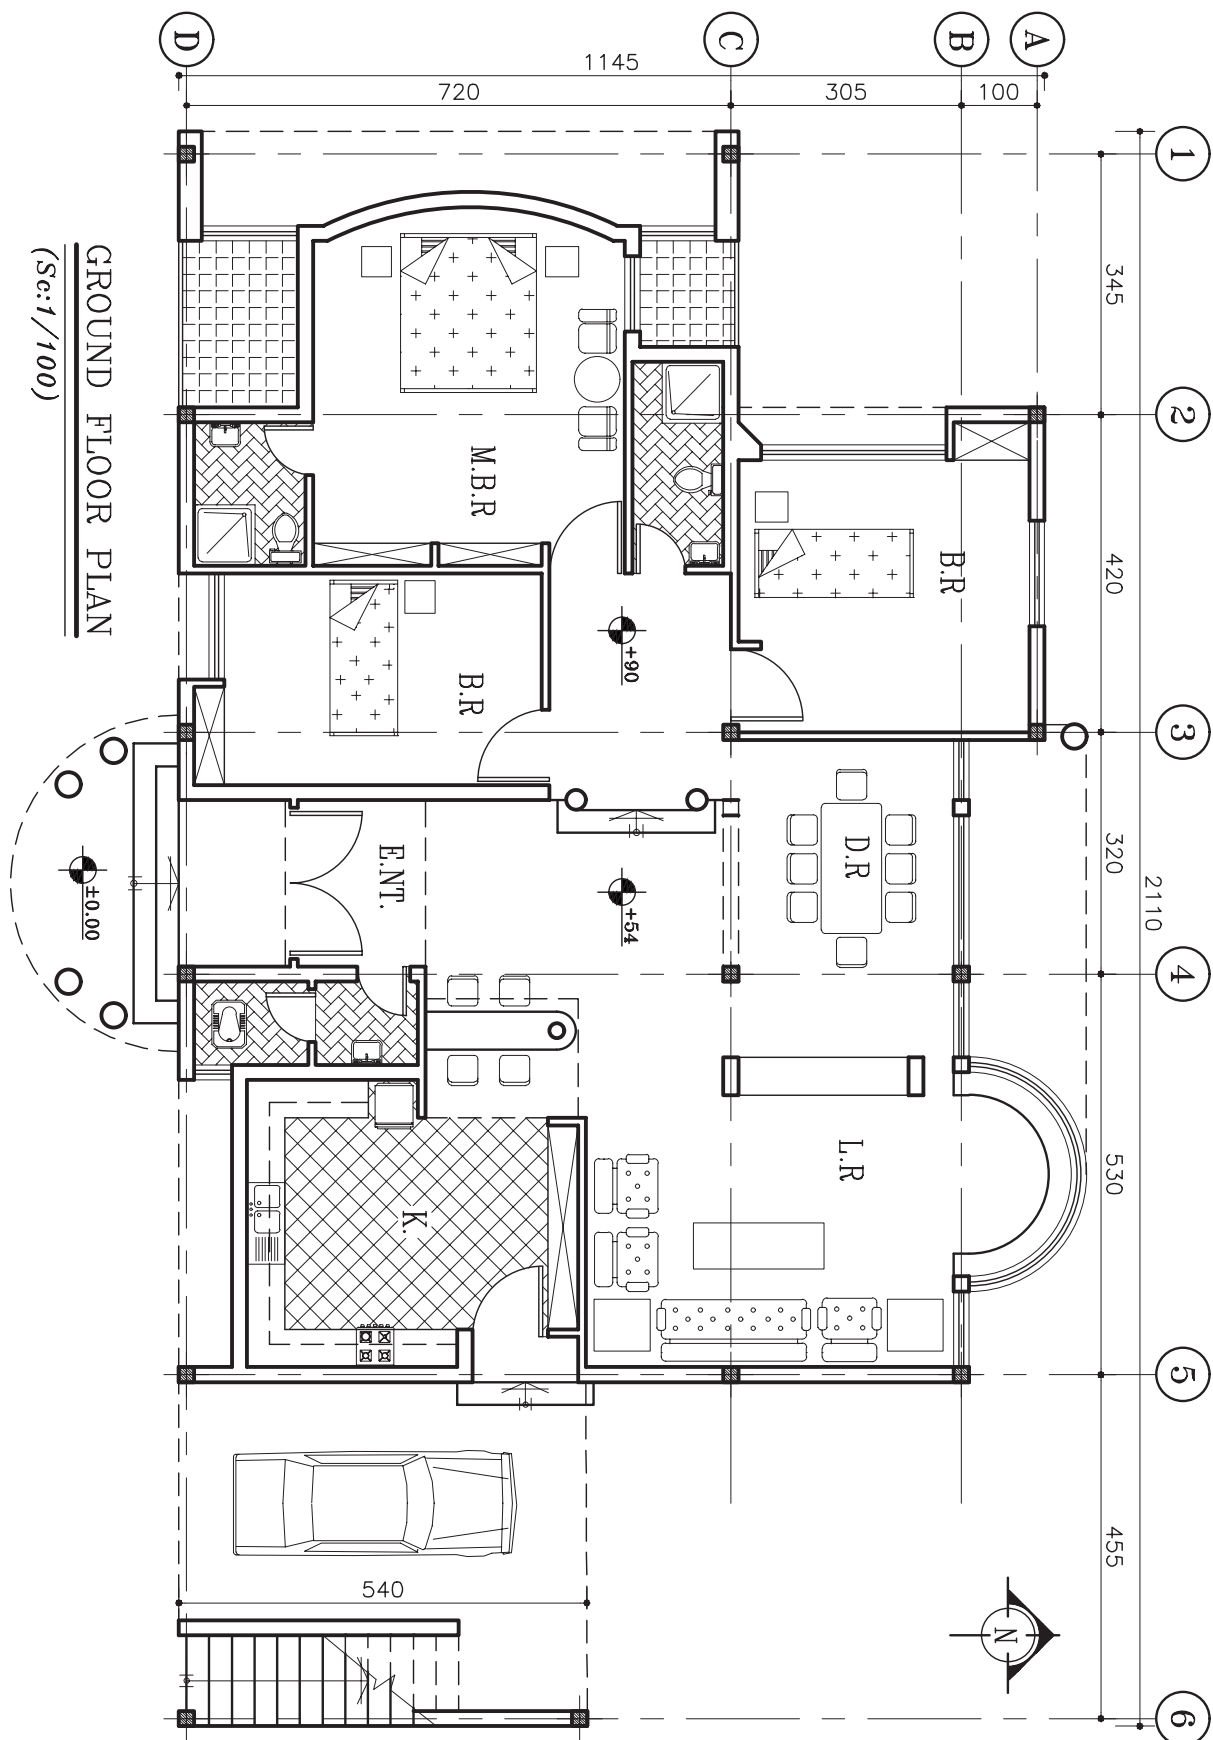 D
C
B
A
1145
720
305
100
1
2
3
4
5
6
345
420
320
530
455
2110
M.B.R
B.R
B.R
+90
D.R
E.NT.
+54
±0.00
L.R
K.
540
N
GROUND FLOOR PLAN
(Sc:1/100)